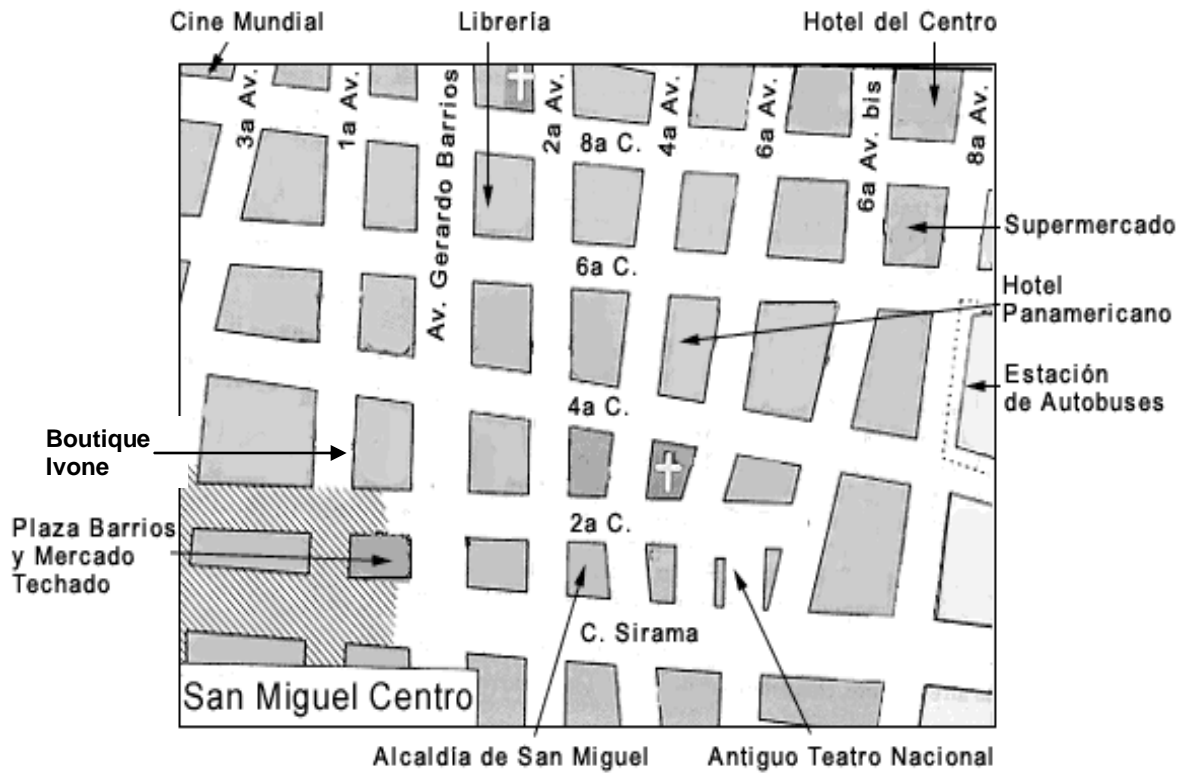 Cine Mundial
Librería
Hotel del Centro
3a Av.
1a Av.
Av. Gerardo Barrios
2a Av.
8a C.
4a Av.
6a Av.
6a Av. bis
8a Av.
Supermercado
6a C.
Hotel
Panamericano
Estación
de Autobuses
4a C.
Boutique
Ivone
2a C.
Plaza Barrios
y Mercado
Techado
C. Sirama
San Miguel Centro
Alcaldía de San Miguel
Antiguo Teatro Nacional